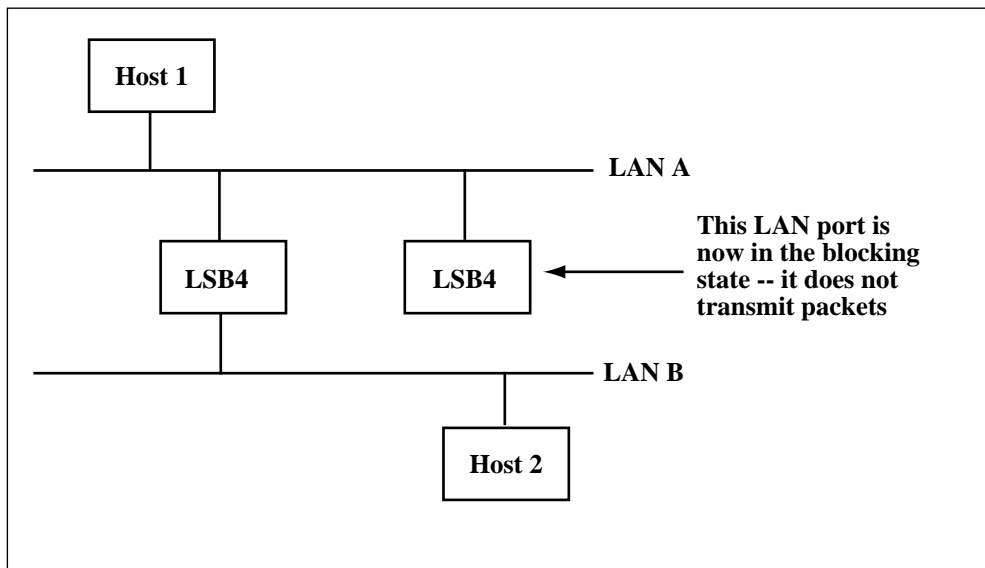 Host 1
LAN A
LSB4
LSB4
This LAN port is
now in the blocking
state -- it does not
transmit packets
LAN B
Host 2